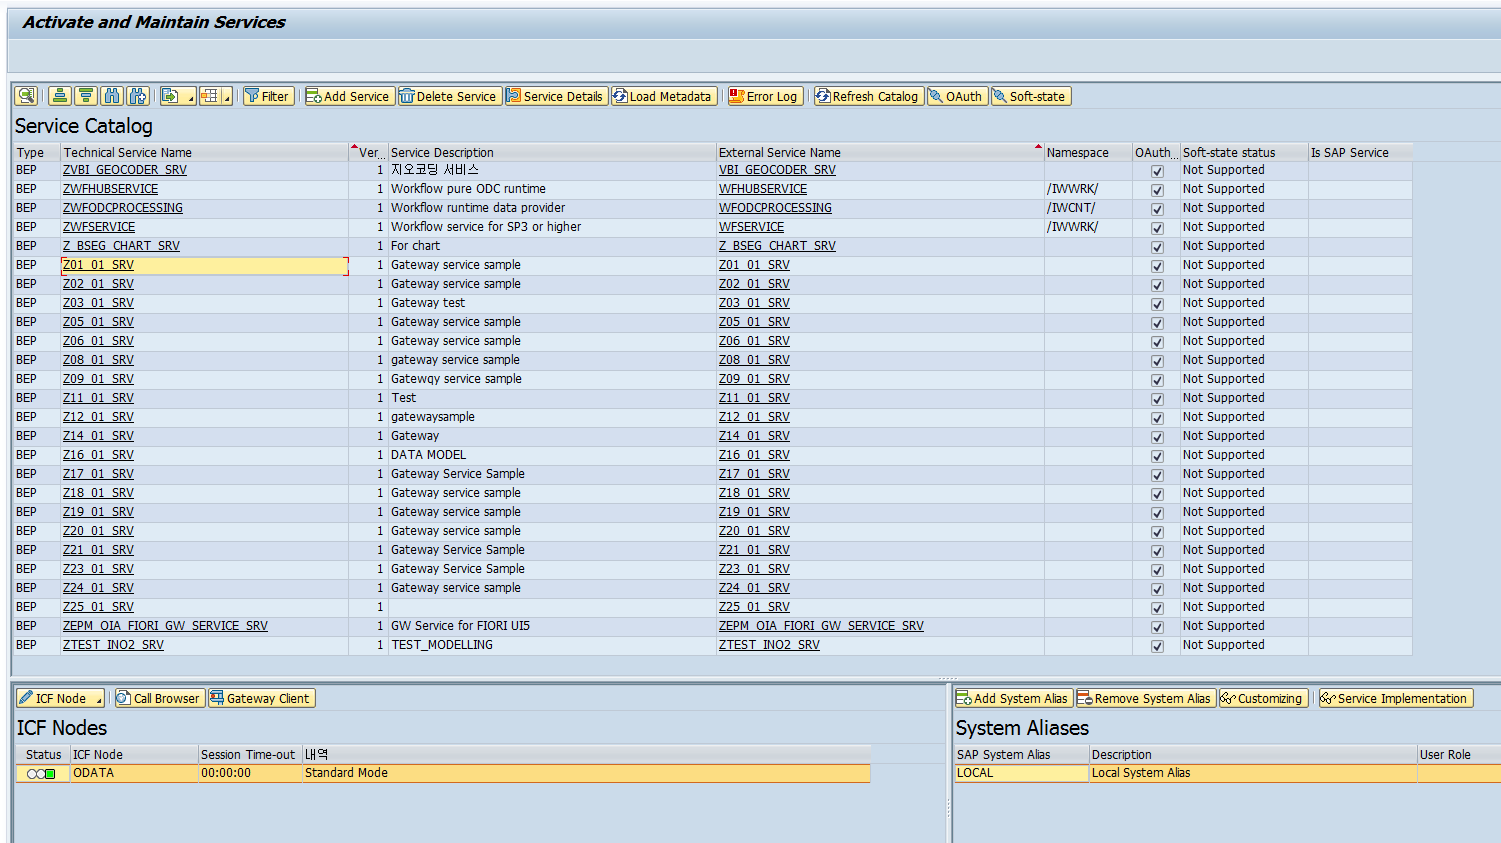 Activate and Maintain Services
Filter Add Service Delete Service Service Details Load Metadata Error Log Refresh Catalog OAuth Soft-state
Service Catalog
Type Technical Service Name Ver... Service Description External Service Name Namespace OAuth... Soft-state status Is SAP Service
BEP ZVBI_GEOCODER_SRV 1 지오코딩 서비스 VBI_GEOCODER_SRV Not Supported
BEP ZWFHUBSERVICE 1 Workflow pure ODC runtime WFHUBSERVICE /IWWRK/ Not Supported
BEP ZWFODCPROCESSING 1 Workflow runtime data provider WFODCPROCESSING /IWCNT/ Not Supported
BEP ZWFSERVICE 1 Workflow service for SP3 or higher WFSERVICE /IWWRK/ Not Supported
BEP Z_BSEG_CHART_SRV 1 For chart Z_BSEG_CHART_SRV Not Supported
BEP Z01_01_SRV 1 Gateway service sample Z01_01_SRV Not Supported
BEP Z02_01_SRV 1 Gateway service sample Z02_01_SRV Not Supported
BEP Z03_01_SRV 1 Gateway test Z03_01_SRV Not Supported
BEP Z05_01_SRV 1 Gateway service sample Z05_01_SRV Not Supported
BEP Z06_01_SRV 1 Gateway service sample Z06_01_SRV Not Supported
BEP Z08_01_SRV 1 gateway service sample Z08_01_SRV Not Supported
BEP Z09_01_SRV 1 Gatewqy service sample Z09_01_SRV Not Supported
BEP Z11_01_SRV 1 Test Z11_01_SRV Not Supported
BEP Z12_01_SRV 1 gatewaysample Z12_01_SRV Not Supported
BEP Z14_01_SRV 1 Gateway Z14_01_SRV Not Supported
BEP Z16_01_SRV 1 DATA MODEL Z16_01_SRV Not Supported
BEP Z17_01_SRV 1 Gateway Service Sample Z17_01_SRV Not Supported
BEP Z18_01_SRV 1 Gateway service sample Z18_01_SRV Not Supported
BEP Z19_01_SRV 1 Gateway service sample Z19_01_SRV Not Supported
BEP Z20_01_SRV 1 Gateway service sample Z20_01_SRV Not Supported
BEP Z21_01_SRV 1 Gateway Service Sample Z21_01_SRV Not Supported
BEP Z23_01_SRV 1 Gateway Service Sample Z23_01_SRV Not Supported
BEP Z24_01_SRV 1 Gateway service sample Z24_01_SRV Not Supported
BEP Z25_01_SRV 1 Z25_01_SRV Not Supported
BEP ZEPM_OIA_FIORI_GW_SERVICE_SRV 1 GW Service for FIORI UI5 ZEPM_OIA_FIORI_GW_SERVICE_SRV Not Supported
BEP ZTEST_INO2_SRV 1 TEST_MODELLING ZTEST_INO2_SRV Not Supported
ICF Node Call Browser Gateway Client
ICF Nodes
Status ICF Node Session Time-out 내역
ODATA 00:00:00 Standard Mode
Add System Alias Remove System Alias Customizing Service Implementation
System Aliases
SAP System Alias Description User Role
LOCAL Local System Alias